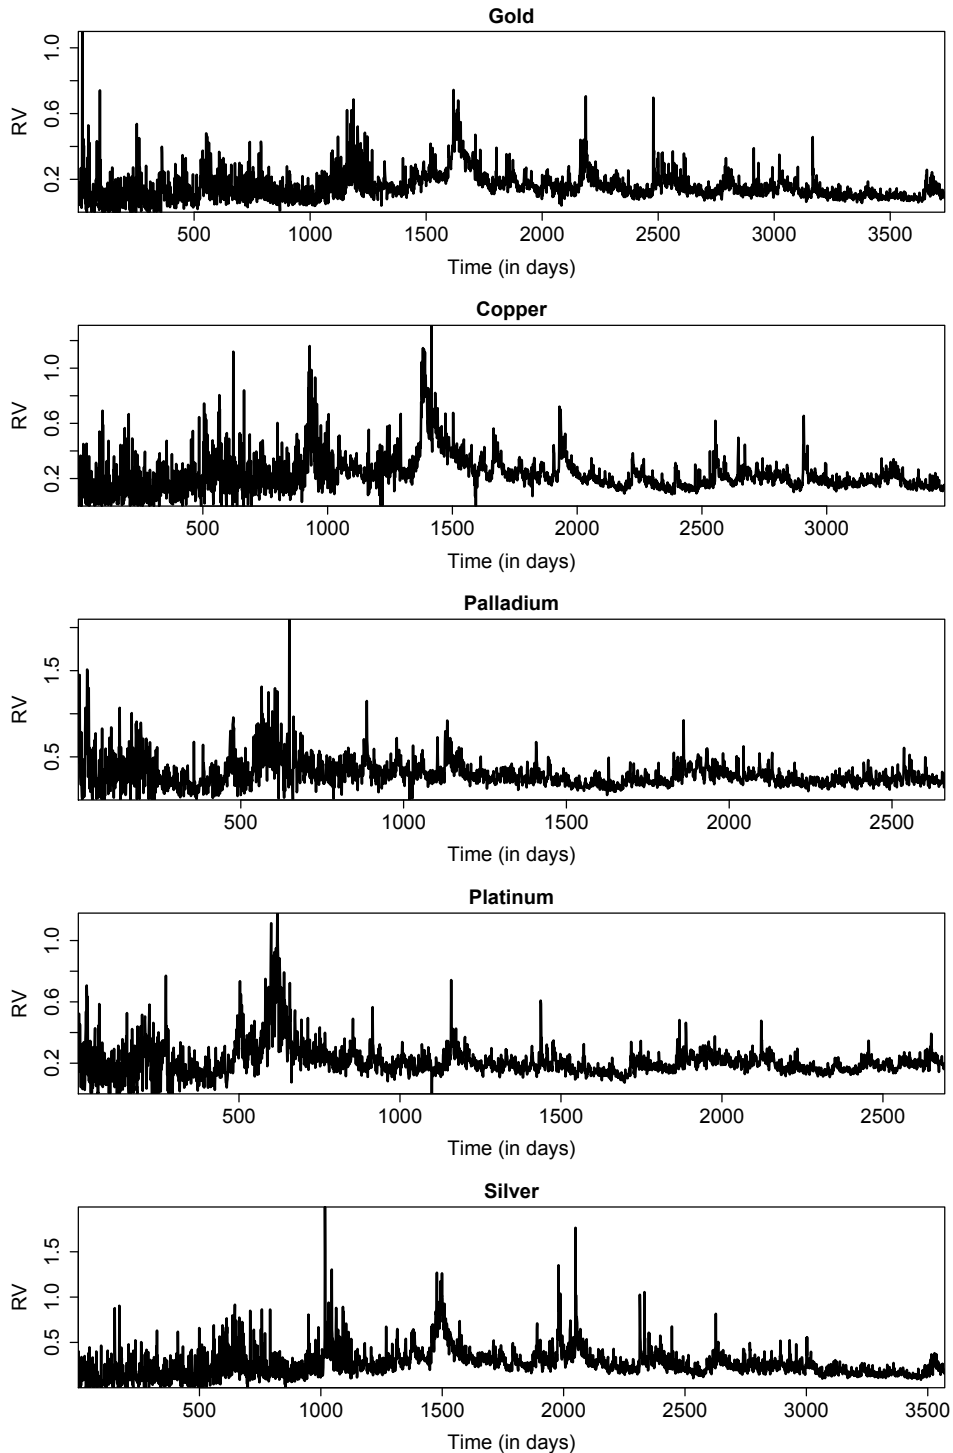 Gold
RV
0.2 0.6 1.0
500 1000 1500 2000 2500 3000 3500
Time (in days)
Copper
RV
0.2 0.6 1.0
500 1000 1500 2000 2500 3000
Time (in days)
Palladium
RV
0.5 1.5
500 1000 1500 2000 2500
Time (in days)
Platinum
RV
0.2 0.6 1.0
500 1000 1500 2000 2500
Time (in days)
Silver
RV
0.5 1.0 1.5
500 1000 1500 2000 2500 3000 3500
Time (in days)